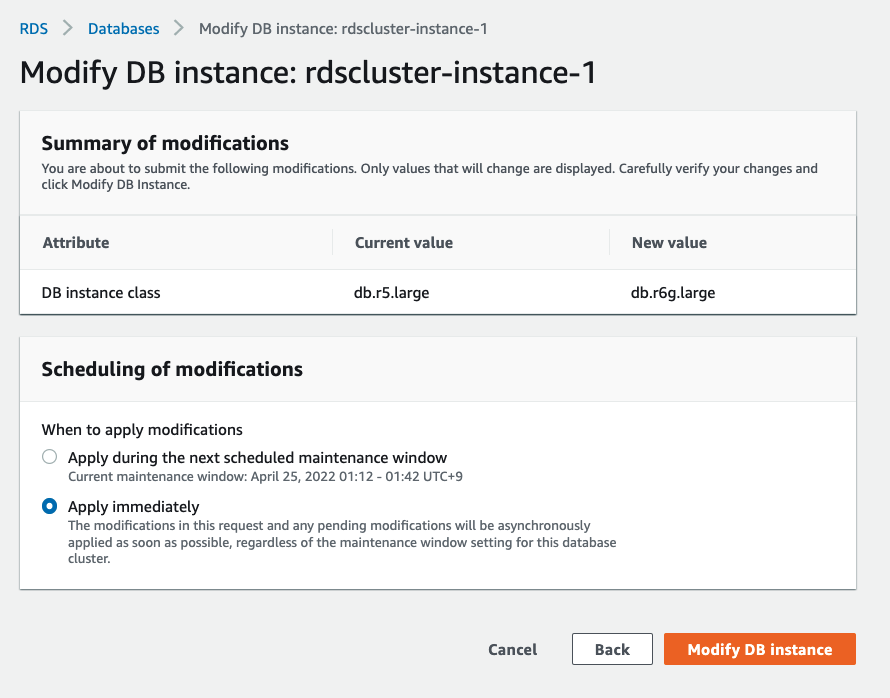 RDS > Databases > Modify DB instance: rdscluster-instance-1
Modify DB instance: rdscluster-instance-1
Summary of modifications
You are about to submit the following modifications. Only values that will change are displayed. Carefully verify your changes and
click Modify DB Instance.
Attribute Current value New value
DB instance class db.r5.large db.r6g.large
Scheduling of modifications
When to apply modifications
Apply during the next scheduled maintenance window
Current maintenance window: April 25, 2022 01:12 - 01:42 UTC+9
Apply immediately
The modifications in this request and any pending modifications will be asynchronously
applied as soon as possible, regardless of the maintenance window setting for this database
cluster.
Cancel Back Modify DB instance